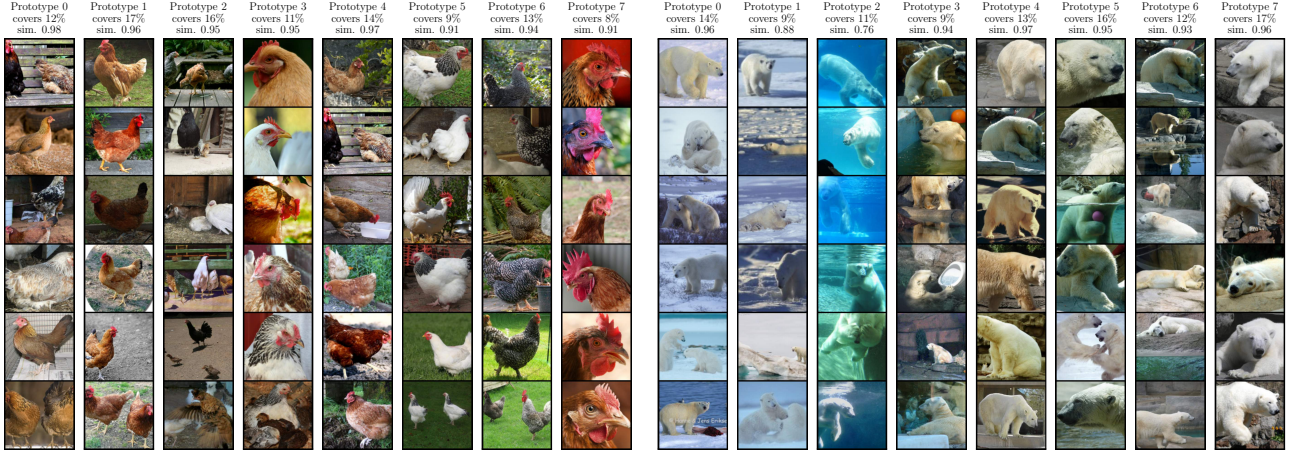 Prototype 0
covers 12%
sim. 0.98
Prototype 1
covers 17%
sim. 0.96
Prototype 2
covers 16%
sim. 0.95
Prototype 3
covers 11%
sim. 0.95
Prototype 4
covers 14%
sim. 0.97
Prototype 5
covers 9%
sim. 0.91
Prototype 6
covers 13%
sim. 0.94
Prototype 7
covers 8%
sim. 0.91
Prototype 0
covers 14%
sim. 0.96
Prototype 1
covers 9%
sim. 0.88
Prototype 2
covers 11%
sim. 0.76
Prototype 3
covers 9%
sim. 0.94
Prototype 4
covers 13%
sim. 0.97
Prototype 5
covers 16%
sim. 0.95
Prototype 6
covers 12%
sim. 0.93
Prototype 7
covers 17%
sim. 0.96